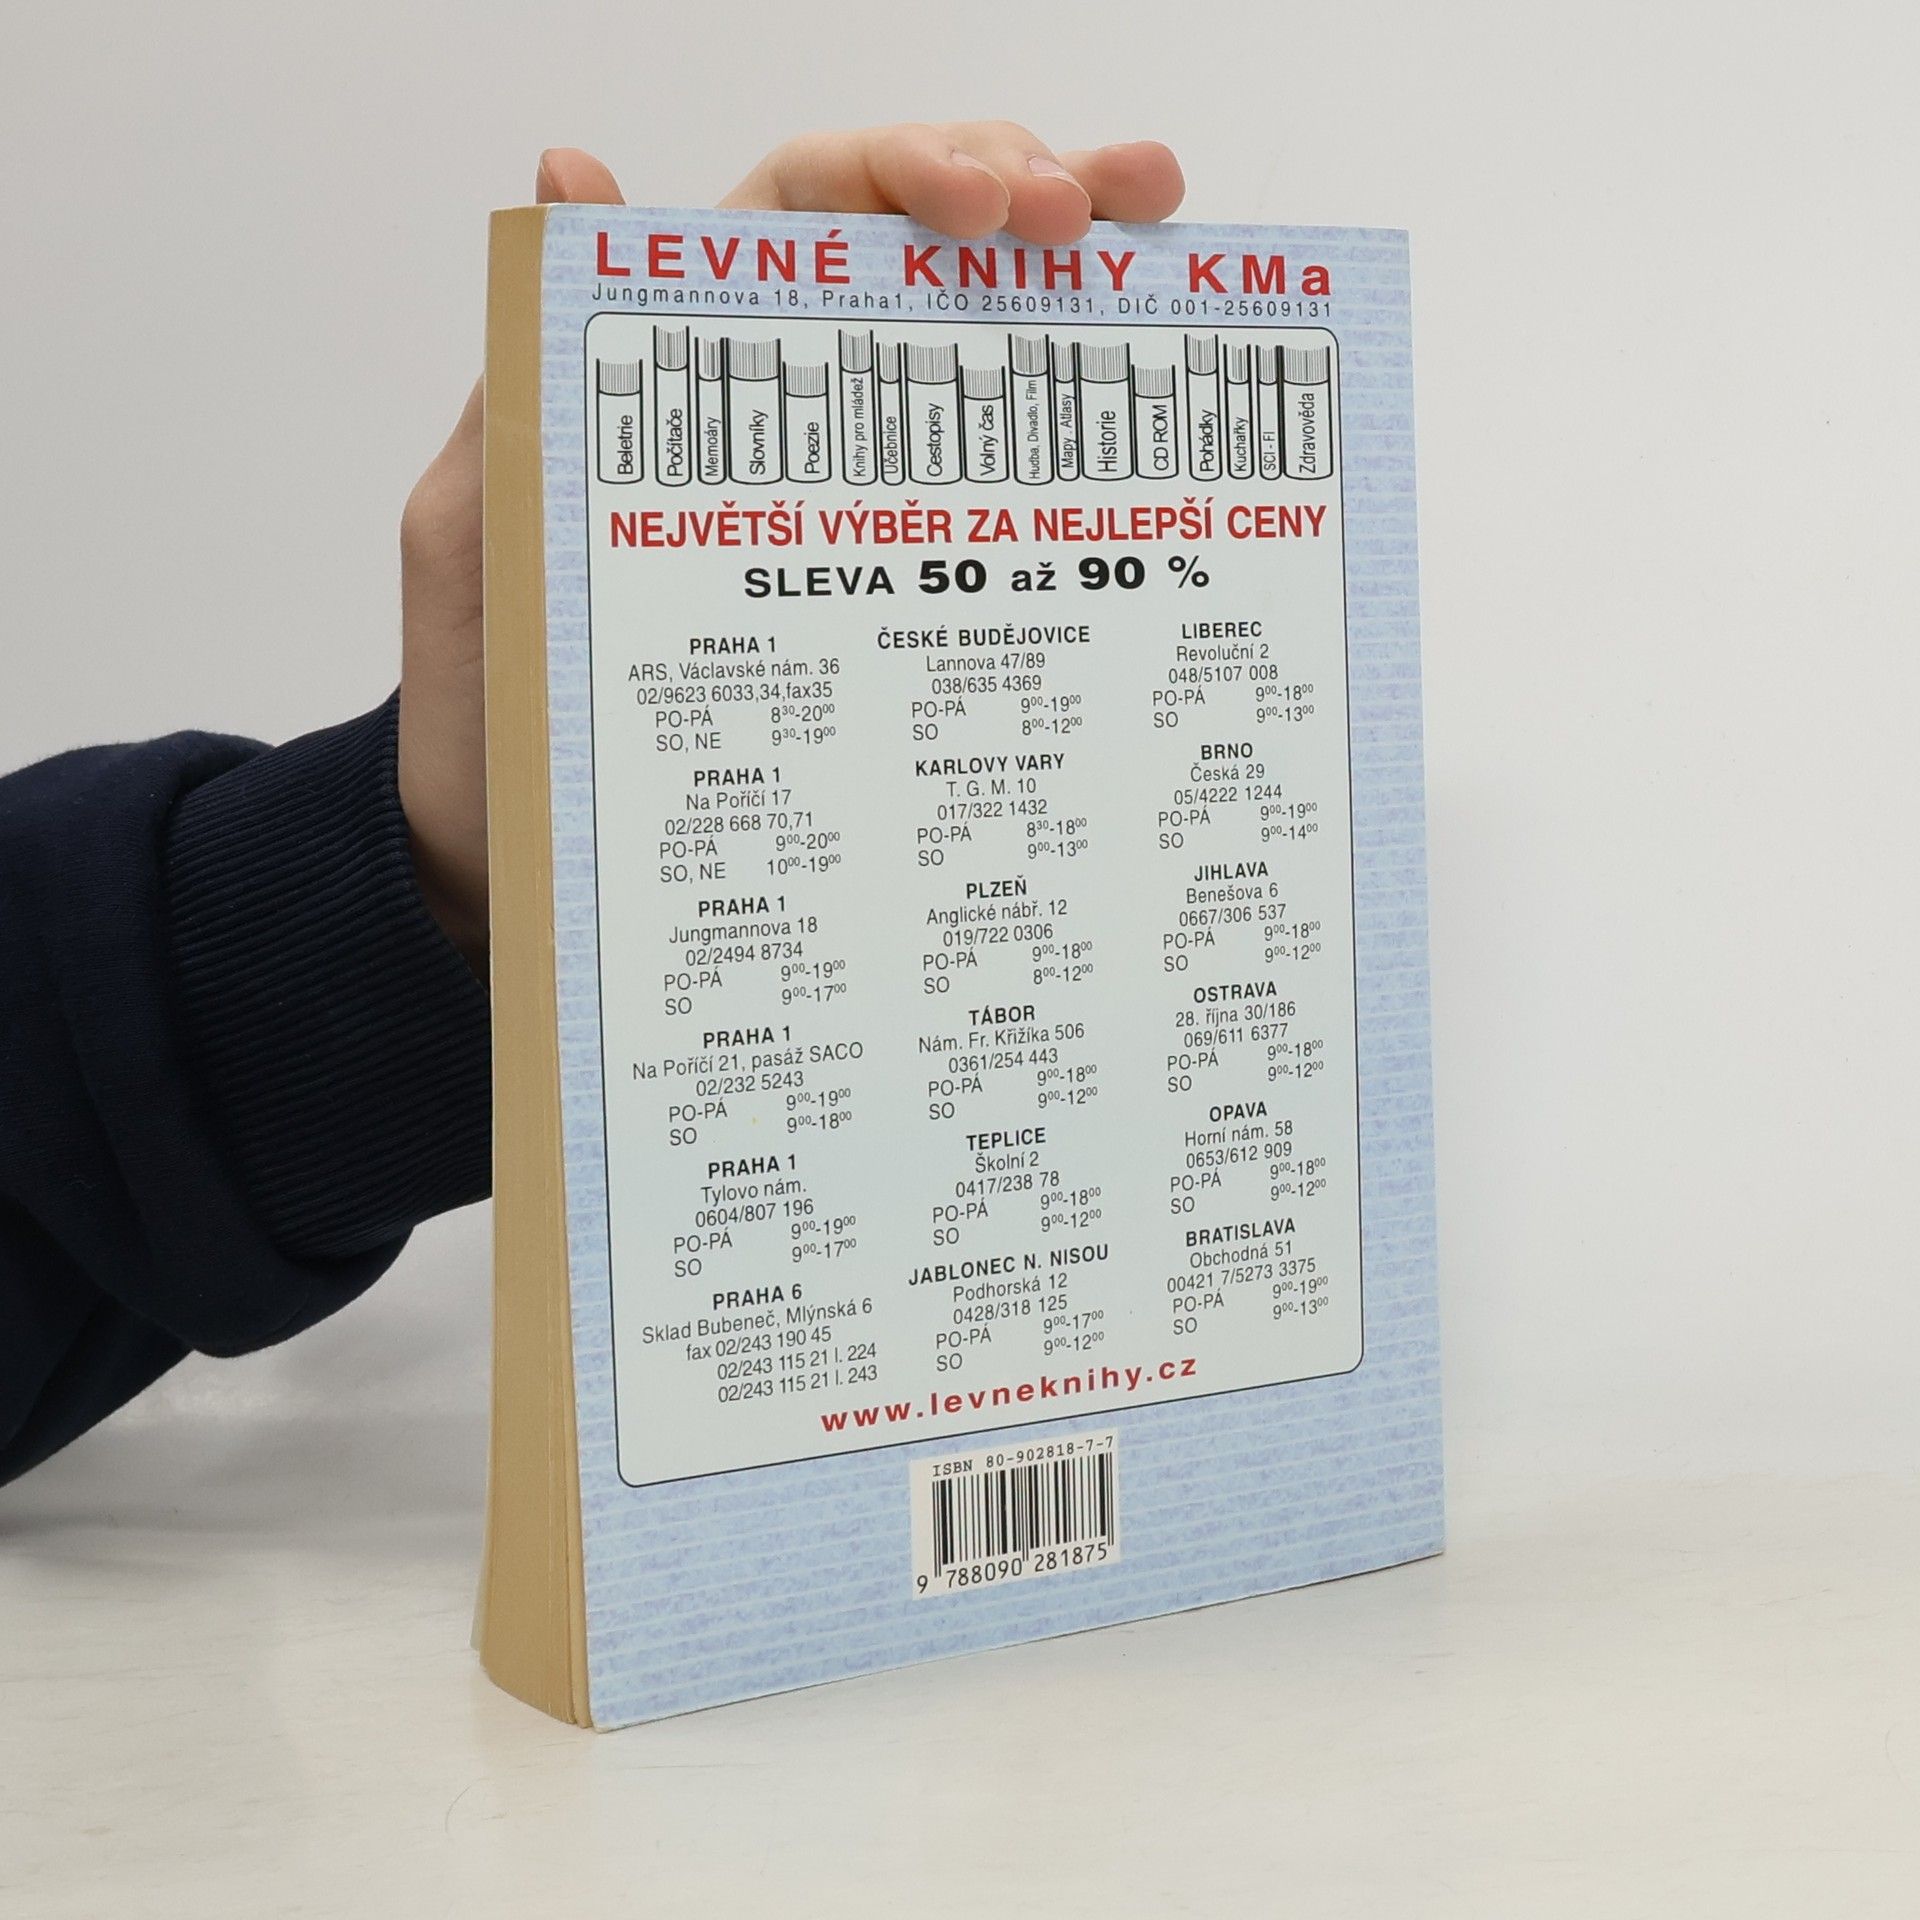 LEVNÉ KNIHY KMa
Jungmannova 18, Praha1, IČO 25609131, DIČ 001-25609131
Beletrie
Počítače
Memoáry
Slovníky
Poezie
Knihy pro mládež
Učebnice
Cestopisy
Volný čas
Hudba, Divadlo, Film
Mapy . Atlasy
Historie
CD ROM
Pohádky
Kuchařky
SCI - FI
Zdravověda
NEJVĚTŠÍ VÝBĚR ZA NEJLEPŠÍ CENY
SLEVA 50 až 90 %
PRAHA 1
ARS, Václavské nám. 36
02/9623 6033,34,fax35
PO-PÁ 8³⁰-20⁰⁰
SO, NE 9³⁰-19⁰⁰
PRAHA 1
Na Poříčí 17
02/228 668 70,71
PO-PÁ 9⁰⁰-20⁰⁰
SO, NE 10⁰⁰-19⁰⁰
PRAHA 1
Jungmannova 18
02/2494 8734
PO-PÁ 9⁰⁰-19⁰⁰
SO 9⁰⁰-17⁰⁰
PRAHA 1
Na Poříčí 21, pasáž SACO
02/232 5243
PO-PÁ 9⁰⁰-19⁰⁰
SO 9⁰⁰-18⁰⁰
PRAHA 1
Tylovo nám.
0604/807 196
PO-PÁ 9⁰⁰-19⁰⁰
SO 9⁰⁰-17⁰⁰
PRAHA 6
Sklad Bubeneč, Mlýnská 6
fax 02/243 190 45
02/243 115 21 l. 224
02/243 115 21 l. 243
ČESKÉ BUDĚJOVICE
Lannova 47/89
038/635 4369
PO-PÁ 9⁰⁰-19⁰⁰
SO 8⁰⁰-12⁰⁰
KARLOVY VARY
T. G. M. 10
017/322 1432
PO-PÁ 8³⁰-18⁰⁰
SO 9⁰⁰-13⁰⁰
PLZEŇ
Anglické nábř. 12
019/722 0306
PO-PÁ 9⁰⁰-18⁰⁰
SO 8⁰⁰-12⁰⁰
TÁBOR
Nám. Fr. Křižíka 506
0361/254 443
PO-PÁ 9⁰⁰-18⁰⁰
SO 9⁰⁰-12⁰⁰
TEPLICE
Školní 2
0417/238 78
PO-PÁ 9⁰⁰-18⁰⁰
SO 9⁰⁰-12⁰⁰
JABLONEC N. NISOU
Podhorská 12
0428/318 125
PO-PÁ 9⁰⁰-17⁰⁰
SO 9⁰⁰-12⁰⁰
LIBEREC
Revoluční 2
048/5107 008
PO-PÁ 9⁰⁰-18⁰⁰
SO 9⁰⁰-13⁰⁰
BRNO
Česká 29
05/4222 1244
PO-PÁ 9⁰⁰-19⁰⁰
SO 9⁰⁰-14⁰⁰
JIHLAVA
Benešova 6
0667/306 537
PO-PÁ 9⁰⁰-18⁰⁰
SO 9⁰⁰-12⁰⁰
OSTRAVA
28. října 30/186
069/611 6377
PO-PÁ 9⁰⁰-18⁰⁰
SO 9⁰⁰-12⁰⁰
OPAVA
Horní nám. 58
0653/612 909
PO-PÁ 9⁰⁰-18⁰⁰
SO 9⁰⁰-12⁰⁰
BRATISLAVA
Obchodná 51
00421 7/5273 3375
PO-PÁ 9⁰⁰-19⁰⁰
SO 9⁰⁰-13⁰⁰
www.levneknihy.cz
ISBN 80-902818-7-7
9 788090 281875